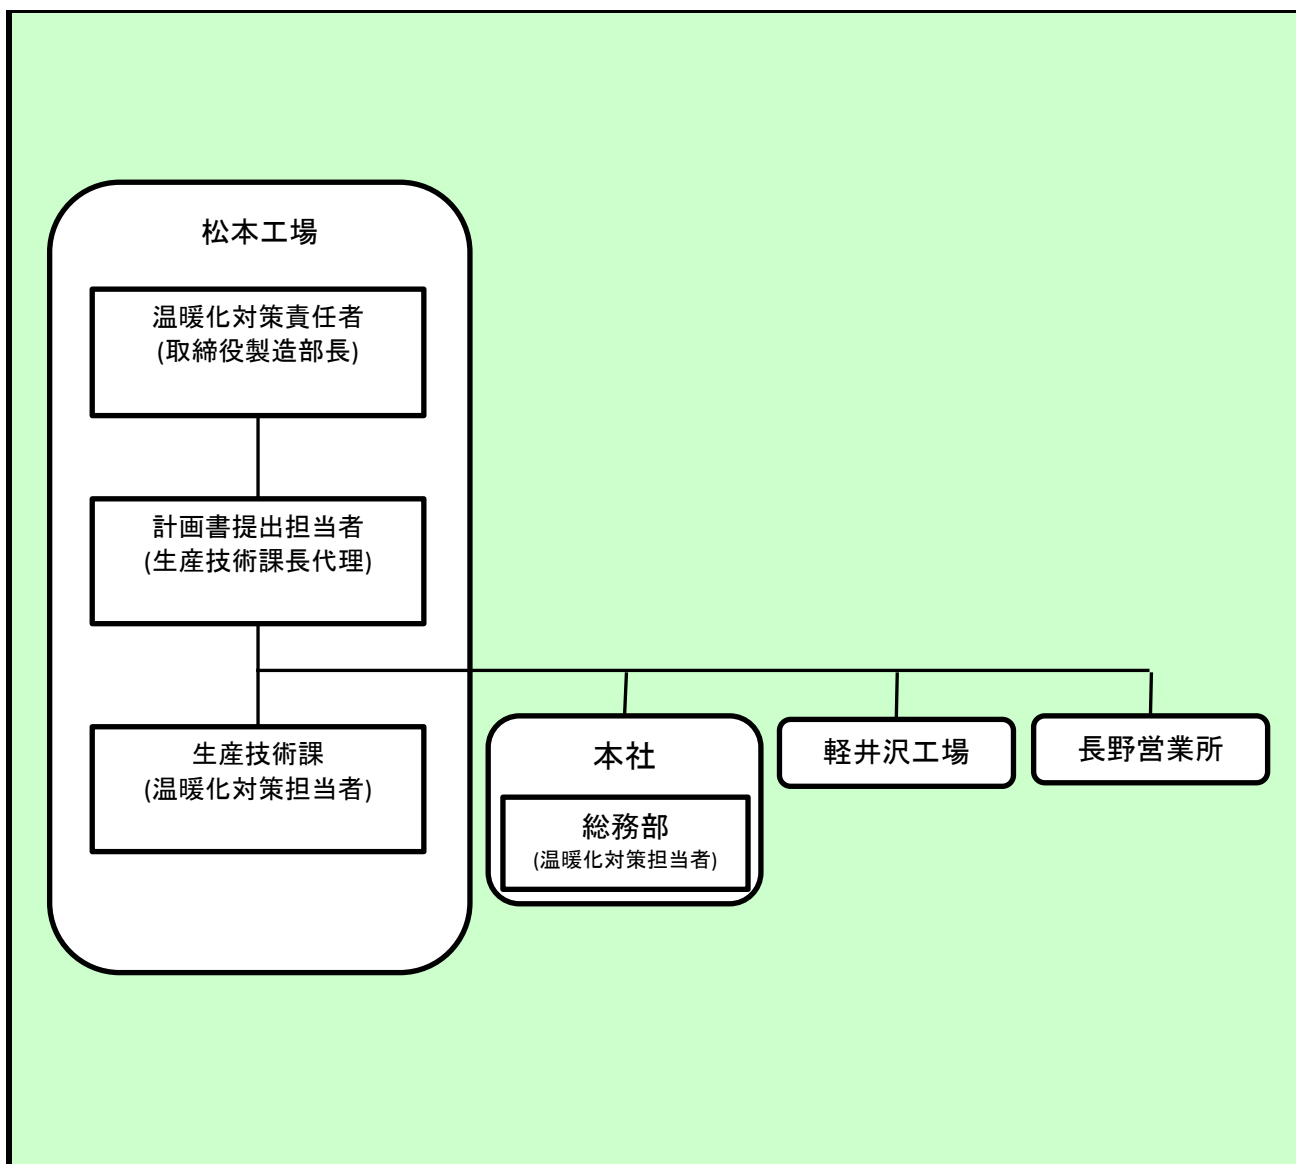 松本工場
温暖化対策責任者
(取締役製造部長)
計画書提出担当者
(生産技術課長代理)
生産技術課
(温暖化対策担当者)
本社
総務部
(温暖化対策担当者)
軽井沢工場
長野営業所